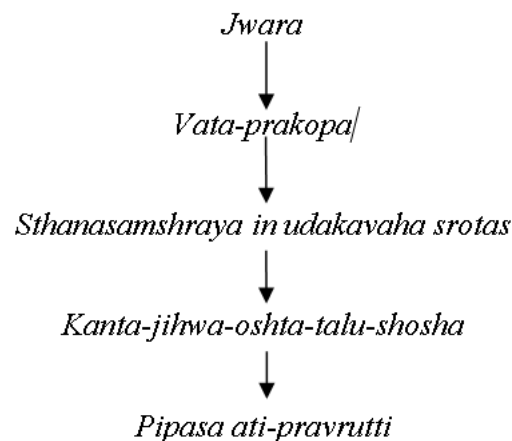 Jwara
Vata-prakopa/
Sthanasamshraya in udakavaha srotas
Kanta-jihwa-oshta-talu-shosha
Pipasa ati-pravrutti